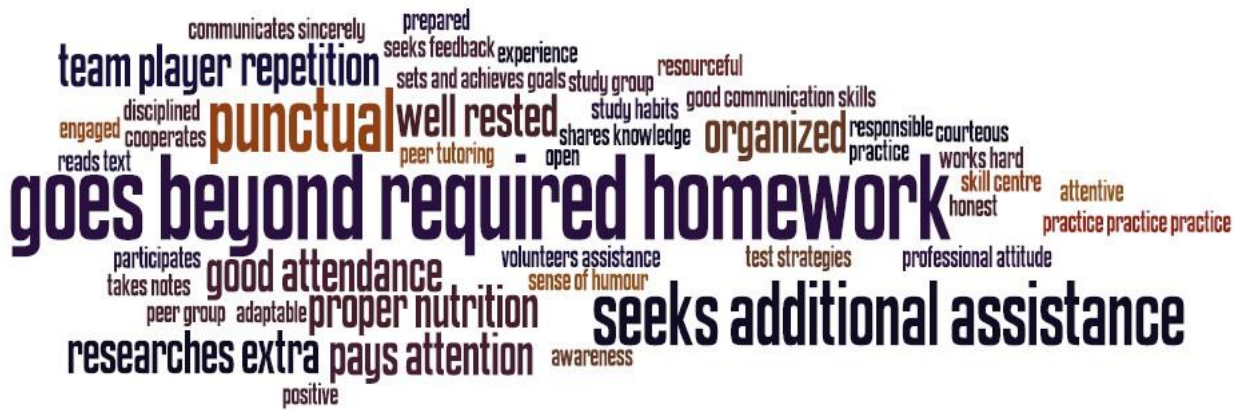 communicates sincerely
prepared
team player
repetition
seeks feedback
experience
resourceful
sets and achieves goals
study group
disciplined
punctual
well rested
study habits
good communication skills
engaged
cooperates
shares knowledge
organized
responsible
courteous
reads text
peer tutoring
open
practice
works hard
goes beyond required homework
skill centre
attentive
honest
practice practice practice
participates
good attendance
volunteers assistance
test strategies
professional attitude
takes notes
sense of humour
peer group
adaptable
proper nutrition
seeks additional assistance
researches extra
pays attention
awareness
positive